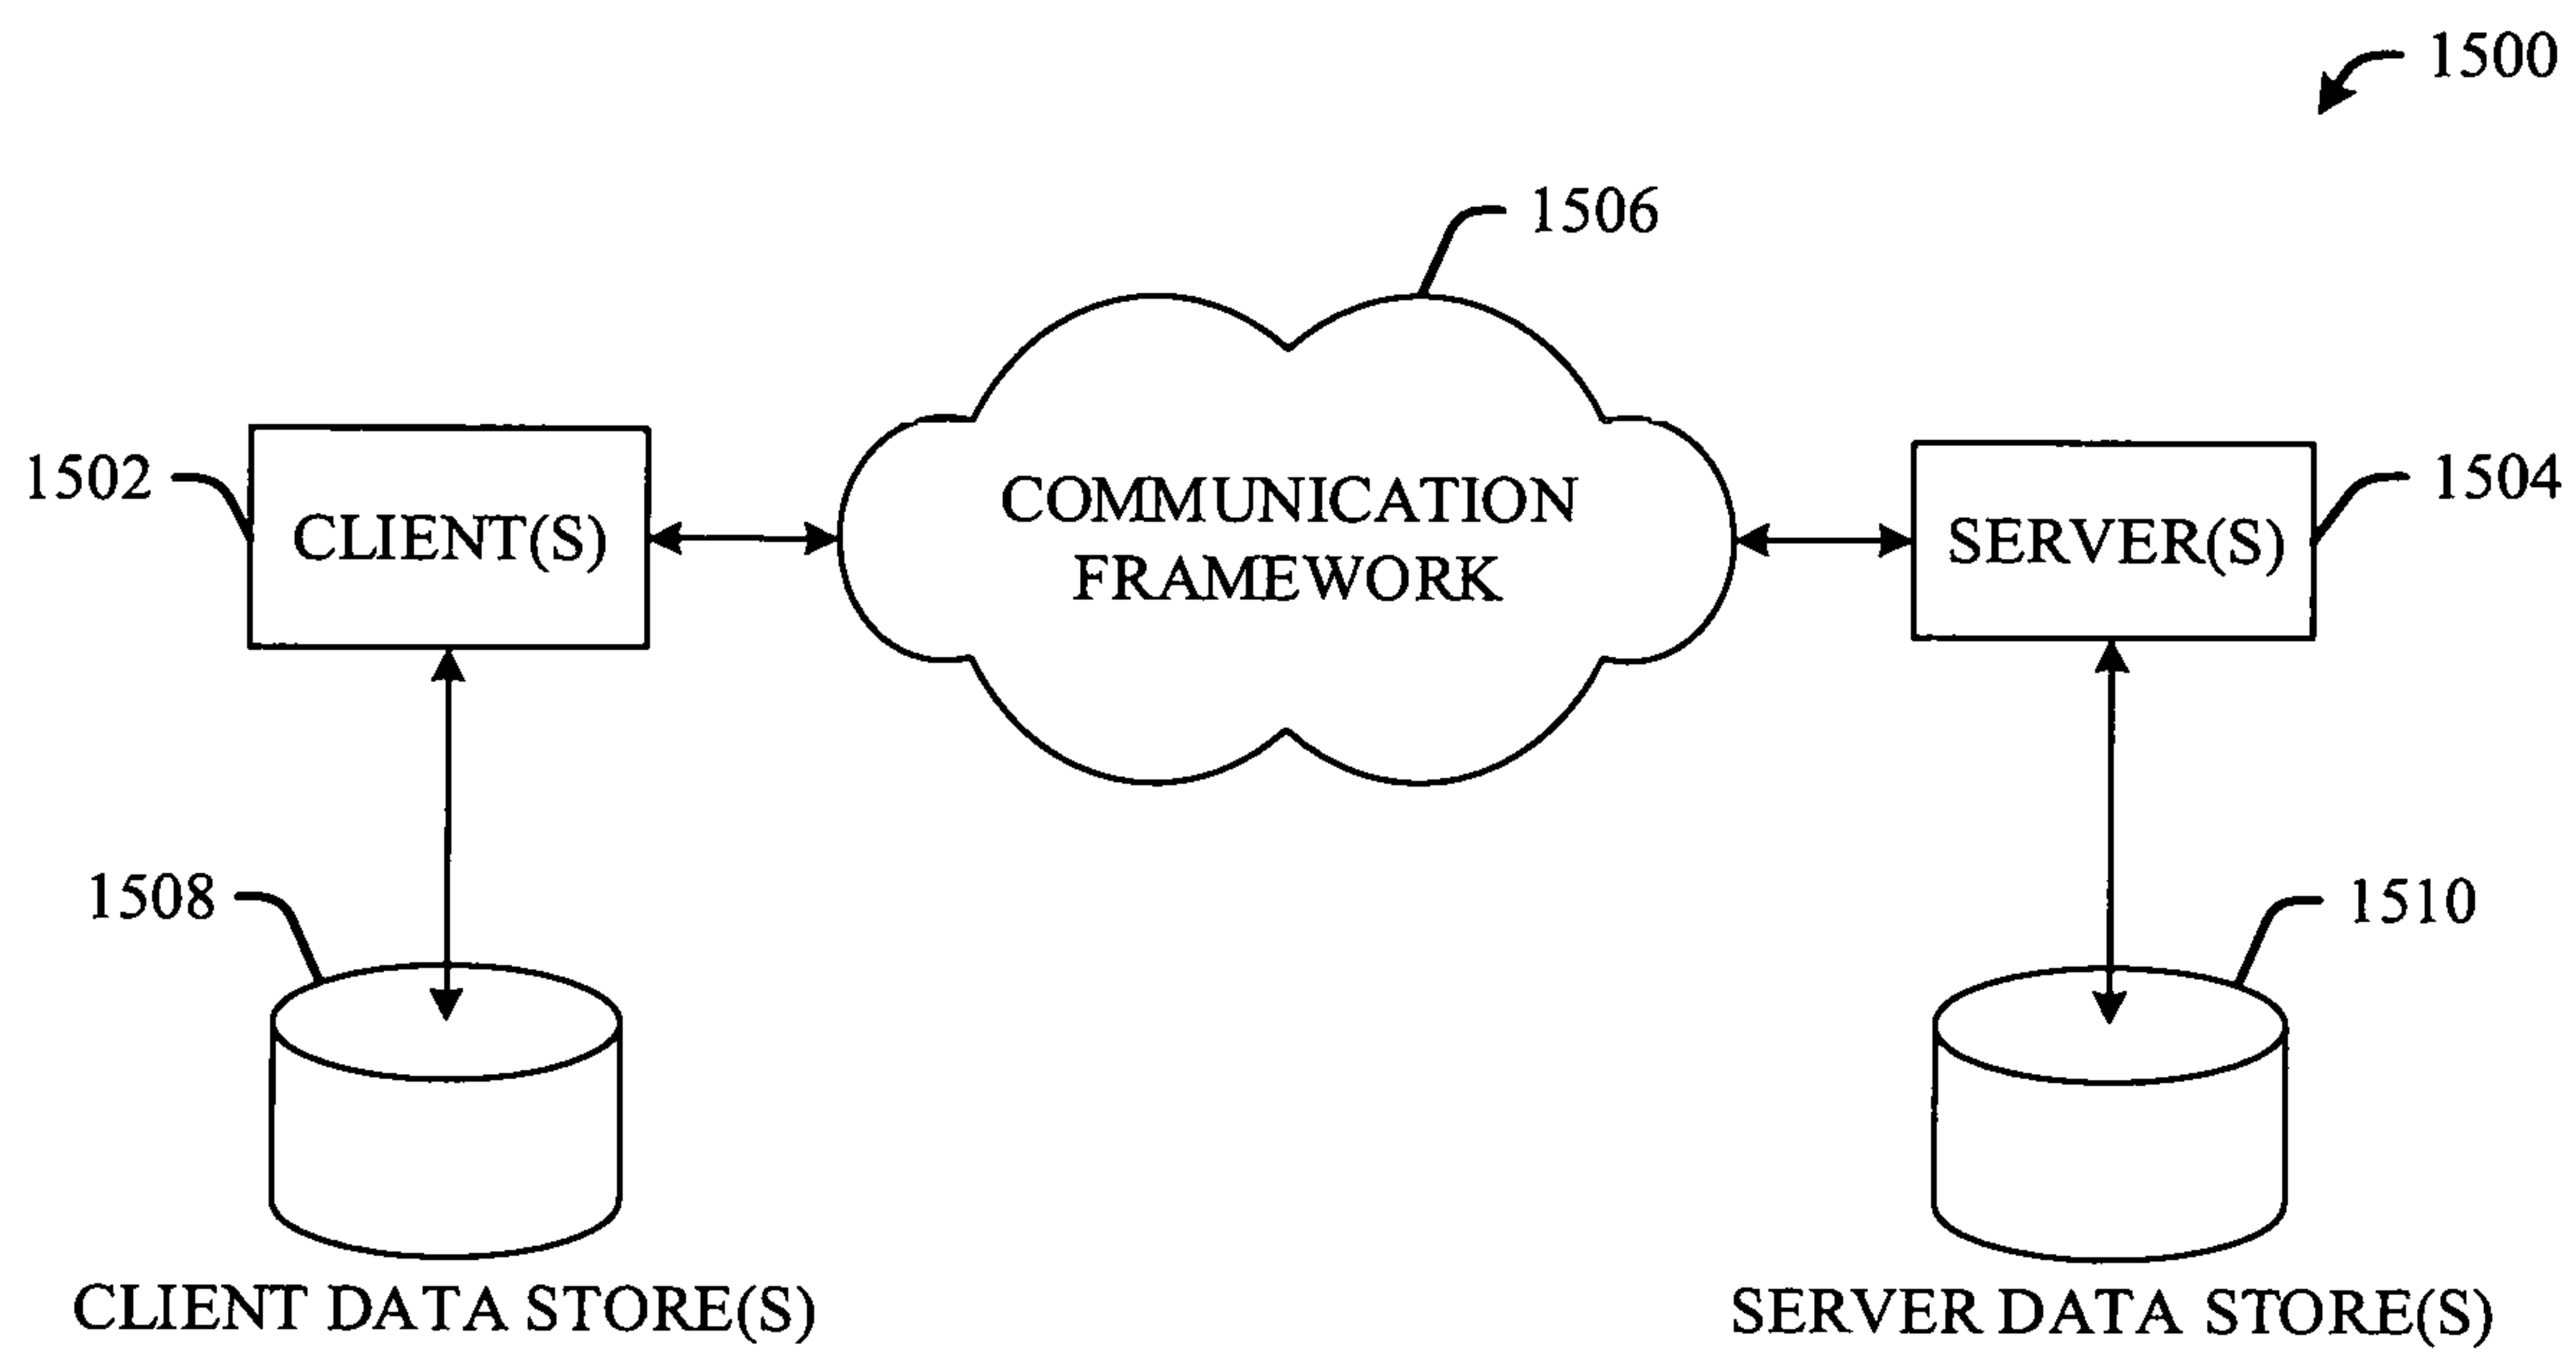 1500
1506
1502
CLIENT(S)
COMMUNICATION
FRAMEWORK
SERVER(S)
1504
1508
1510
CLIENT DATA STORE(S)
SERVER DATA STORE(S)